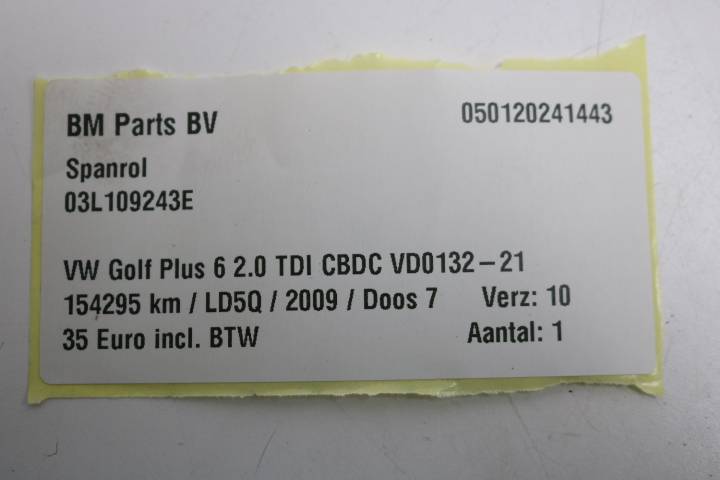 BM Parts BV 050120241443
Spanrol
03L109243E
VW Golf Plus 6 2.0 TDI CBDC VD0132-21
154295 km / LD5Q / 2009 / Doos 7 Verz: 10
35 Euro incl. BTW Aantal: 1